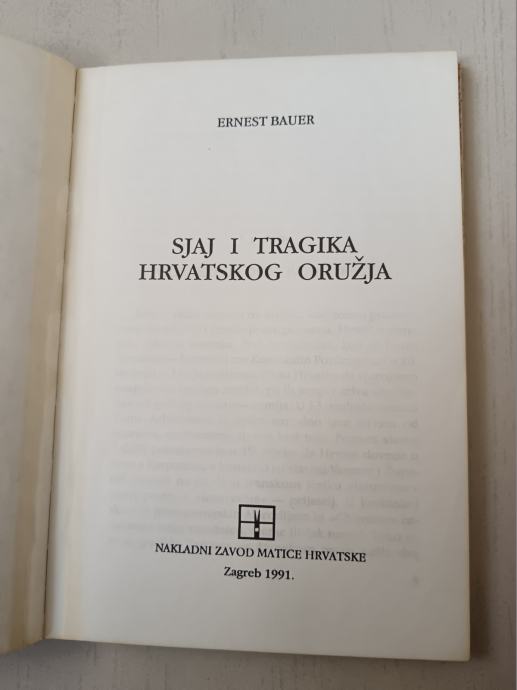 ERNEST BAUER
SJAJ I TRAGIKA
HRVATSKOG ORUŽJA
NAKLADNI ZAVOD MATICE HRVATSKE
Zagreb 1991.